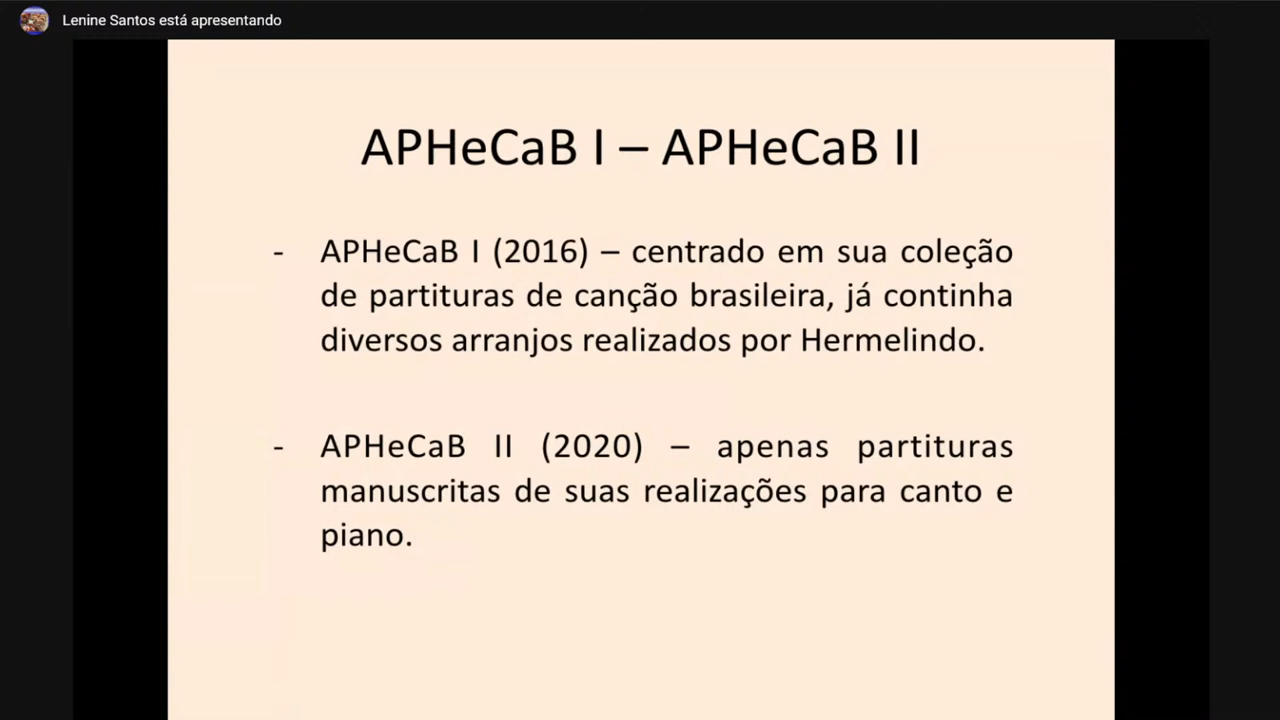 Lenine Santos está apresentando
APHeCaB I – APHeCaB II
- APHeCaB I (2016) – centrado em sua coleção
de partituras de canção brasileira, já continha
diversos arranjos realizados por Hermelindo.
- APHeCaB II (2020) – apenas partituras
manuscritas de suas realizações para canto e
piano.